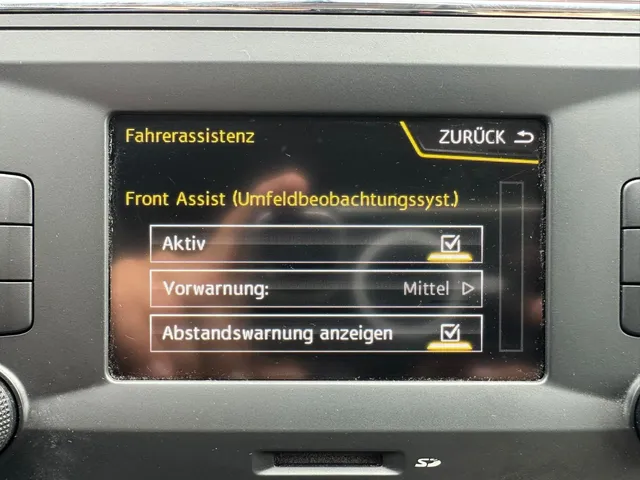 Fahrerassistenz
ZURÜCK
Front Assist (Umfeldbeobachtungssyst.)
Aktiv
Vorwarnung: Mittel
Abstandswarnung anzeigen
SD